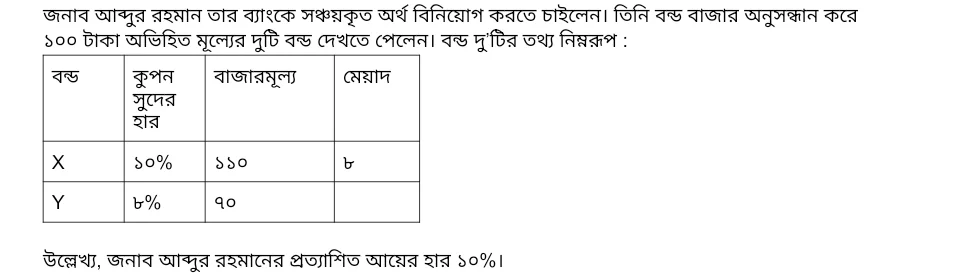 জনাব আব্দুর রহমান তার ব্যাংকে সঞ্চয়কৃত অর্থ বিনিয়োগ করতে চাইলেন। তিনি বন্ড বাজার অনুসন্ধান করে
১০০ টাকা অভিহিত মূল্যের দুটি বন্ড দেখতে পেলেন। বন্ড দু'টির তথ্য নিম্নরূপ :
বন্ড কুপন বাজারমূল্য মেয়াদ
সুদের
হার
X ১০% ১১০ ৮
Y ৮% ৭০
উল্লেখ্য, জনাব আব্দুর রহমানের প্রত্যাশিত আয়ের হার ১০%।